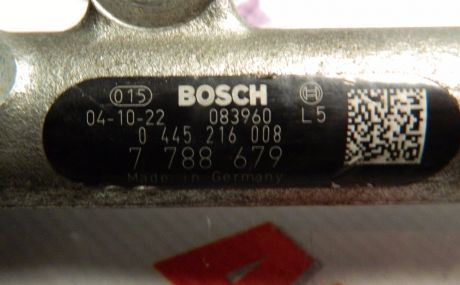 015 BOSCH
04-10-22 083960 L5
0 445 216 008
7 788 679
Made in Germany